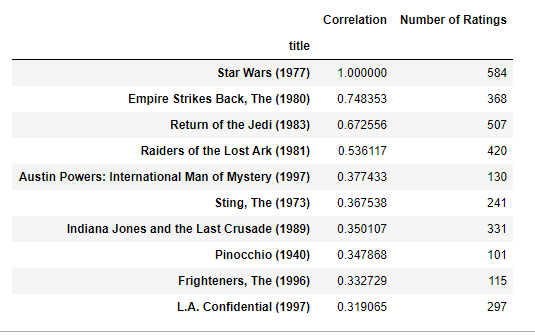 Correlation Number of Ratings
title
Star Wars (1977) 1.000000 584
Empire Strikes Back, The (1980) 0.748353 368
Return of the Jedi (1983) 0.672556 507
Raiders of the Lost Ark (1981) 0.536117 420
Austin Powers: International Man of Mystery (1997) 0.377433 130
Sting, The (1973) 0.367538 241
Indiana Jones and the Last Crusade (1989) 0.350107 331
Pinocchio (1940) 0.347868 101
Frighteners, The (1996) 0.332729 115
L.A. Confidential (1997) 0.319065 297